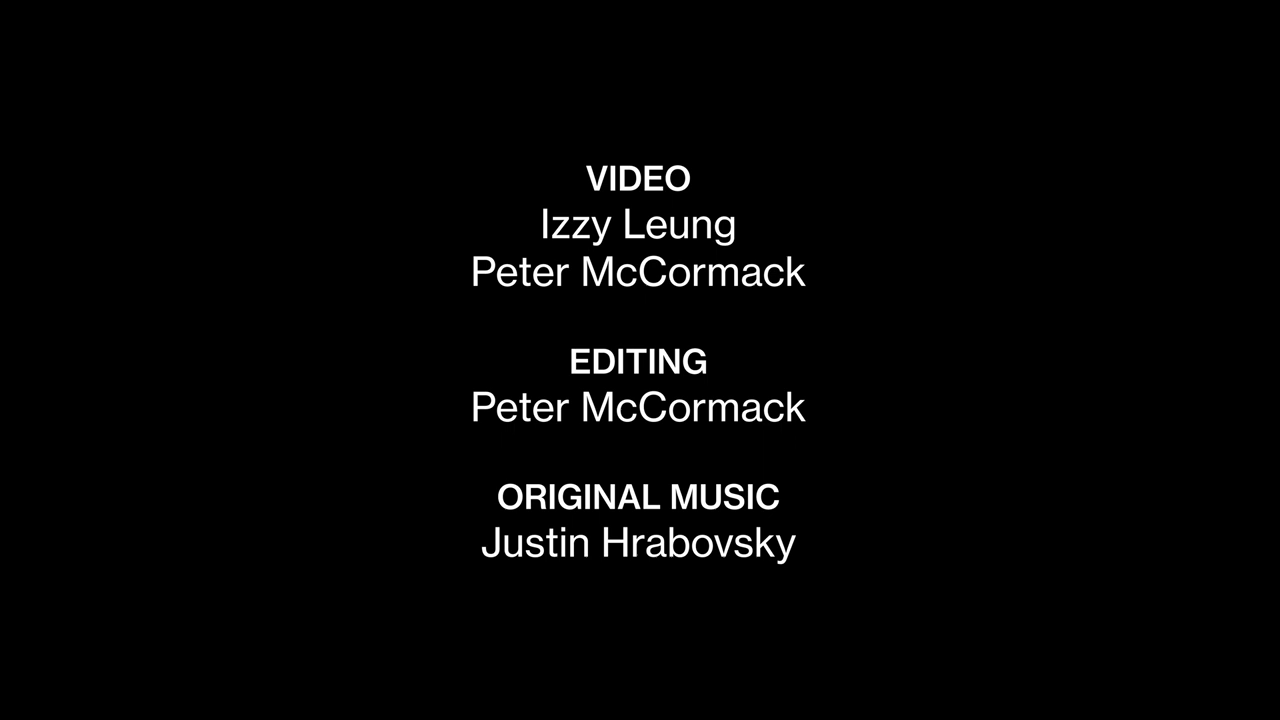 VIDEO
Izzy Leung
Peter McCormack
EDITING
Peter McCormack
ORIGINAL MUSIC
Justin Hrabovsky